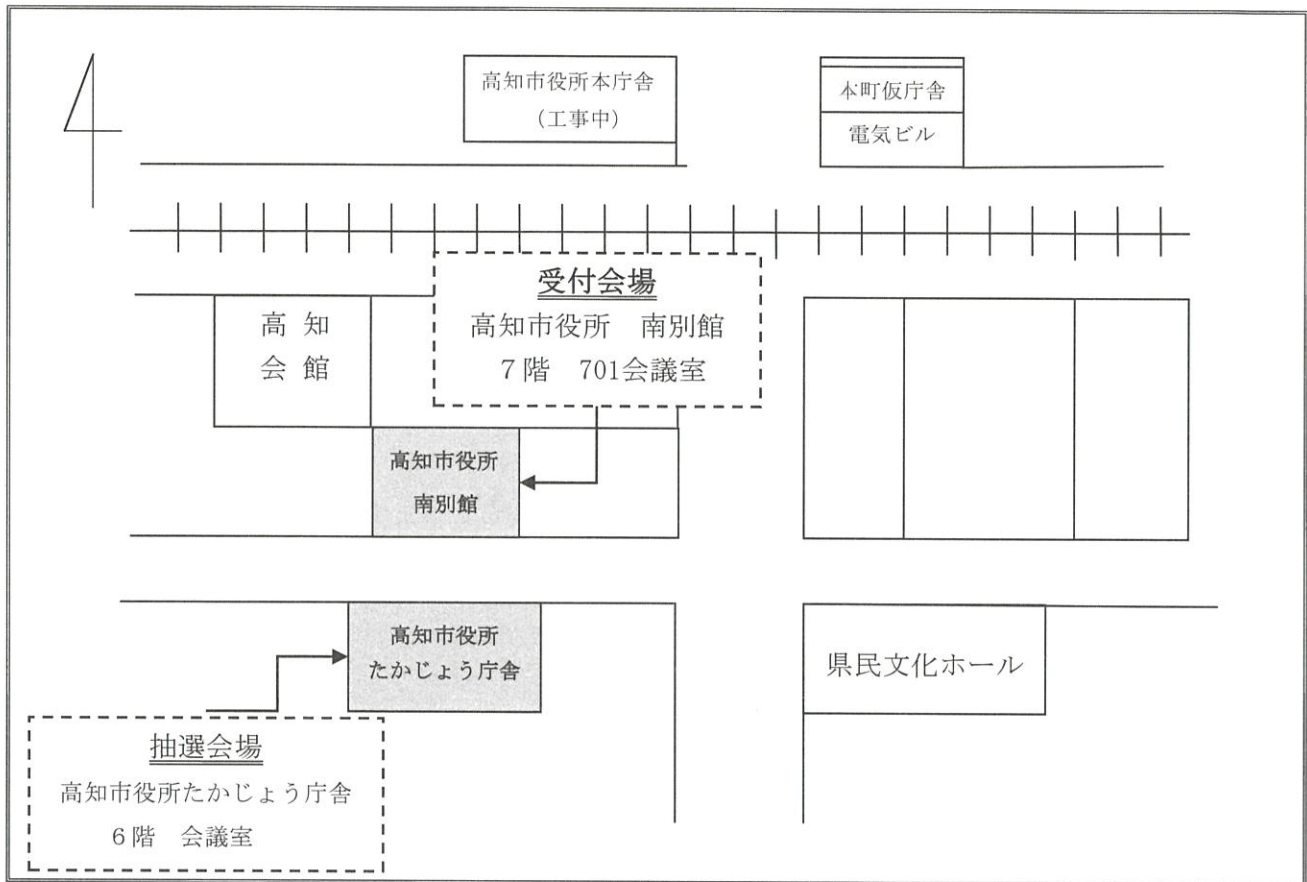 高知市役所本庁舎
(工事中)
本町仮庁舎
電気ビル
受付会場
高知市役所　南別館
７階　701会議室
高 知
会 館
高知市役所
南別館
高知市役所
たかじょう庁舎
県民文化ホール
抽選会場
高知市役所たかじょう庁舎
６階　会議室